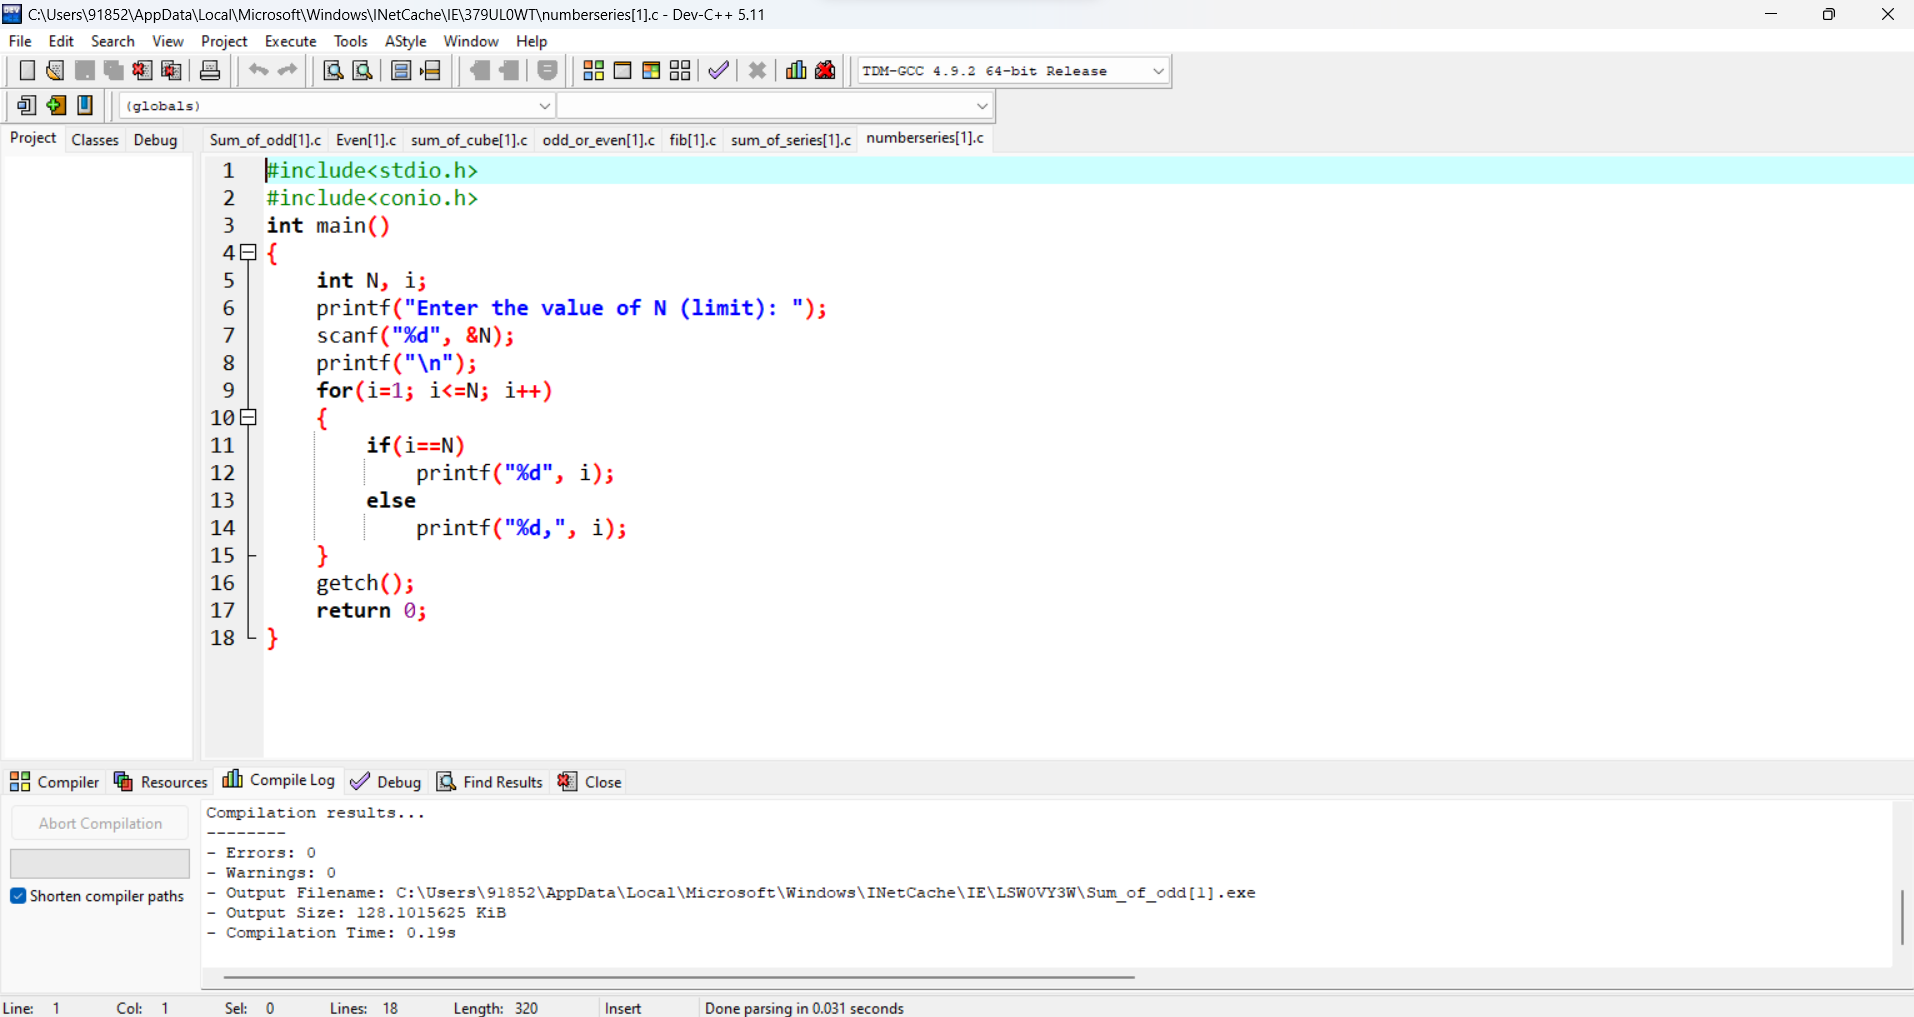 C:\Users\91852\AppData\Local\Microsoft\Windows\INetCache\IE\379UL0WT\numberseries[1].c - Dev-C++ 5.11
File Edit Search View Project Execute Tools AStyle Window Help
TDM-GCC 4.9.2 64-bit Release
(globals)
Project Classes Debug
Sum_of_odd[1].c Even[1].c sum_of_cube[1].c odd_or_even[1].c fib[1].c sum_of_series[1].c numberseries[1].c
1 #include<stdio.h>
2 #include<conio.h>
3 int main()
4 {
5 int N, i;
6 printf("Enter the value of N (limit): ");
7 scanf("%d", &N);
8 printf("\n");
9 for(i=1; i<=N; i++)
10 {
11 if(i==N)
12 printf("%d", i);
13 else
14 printf("%d,", i);
15 }
16 getch();
17 return 0;
18 }
Compiler Resources Compile Log Debug Find Results Close
Abort Compilation
Shorten compiler paths
Compilation results...
--------
- Errors: 0
- Warnings: 0
- Output Filename: C:\Users\91852\AppData\Local\Microsoft\Windows\INetCache\IE\LSW0VY3W\Sum_of_odd[1].exe
- Output Size: 128.1015625 KiB
- Compilation Time: 0.19s
Line: 1 Col: 1 Sel: 0 Lines: 18 Length: 320 Insert Done parsing in 0.031 seconds